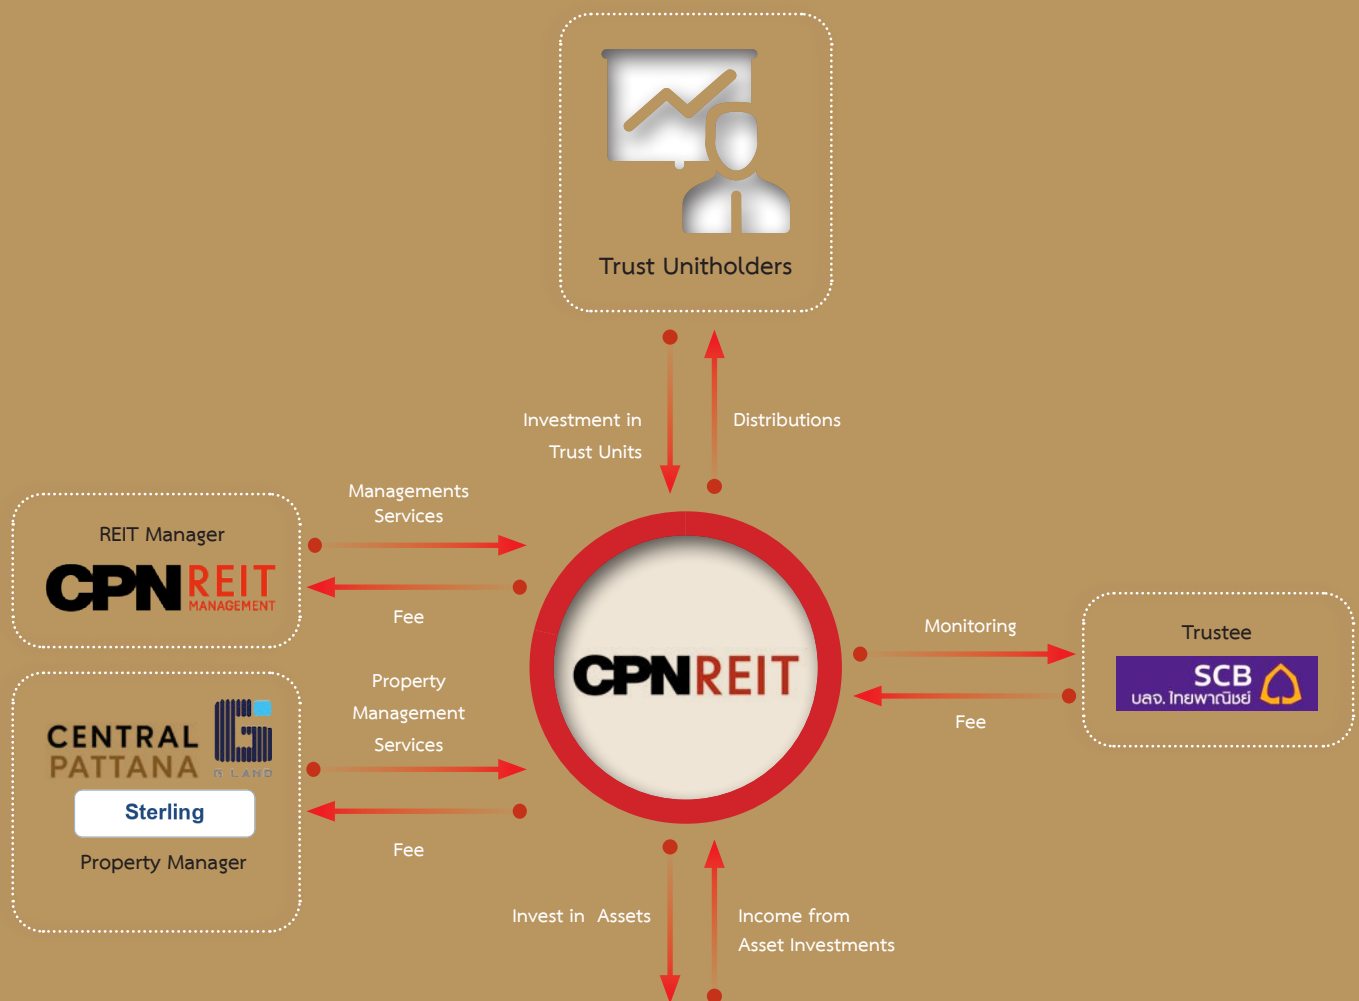 Trust Unitholders
Investment in
Trust Units
Distributions
Managements
Services
REIT Manager
CPN REIT
MANAGEMENT
Fee
CPNREIT
Monitoring
Trustee
SCB
บลจ. ไทยพาณิชย์
Fee
Property
Management
Services
CENTRAL
PATTANA
G LAND
Sterling
Property Manager
Fee
Invest in Assets
Income from
Asset Investments